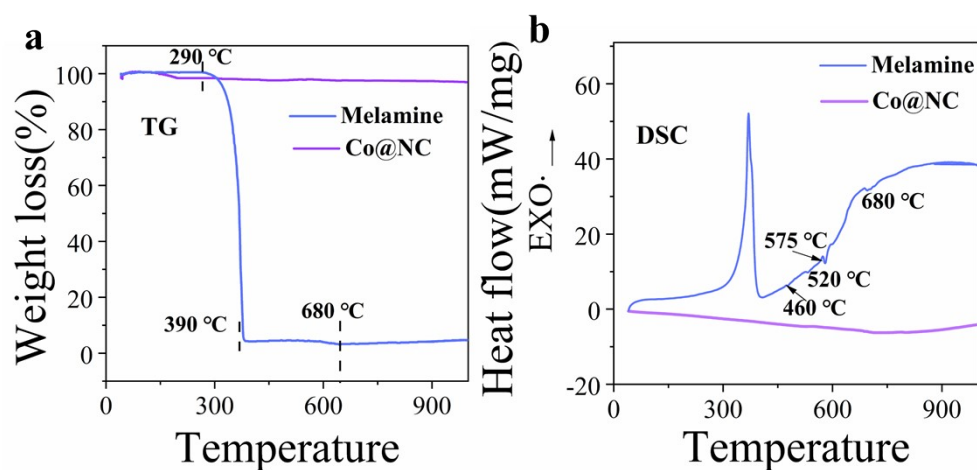 a
Weight loss(%)
100
80
60
40
20
0
290 ℃
Melamine
Co@NC
TG
390 ℃
680 ℃
0
300
600
900
Temperature
b
Heat flow(mW/mg)
EXO·
60
40
20
0
-20
Melamine
Co@NC
DSC
680 ℃
575 ℃
520 ℃
460 ℃
0
300
600
900
Temperature